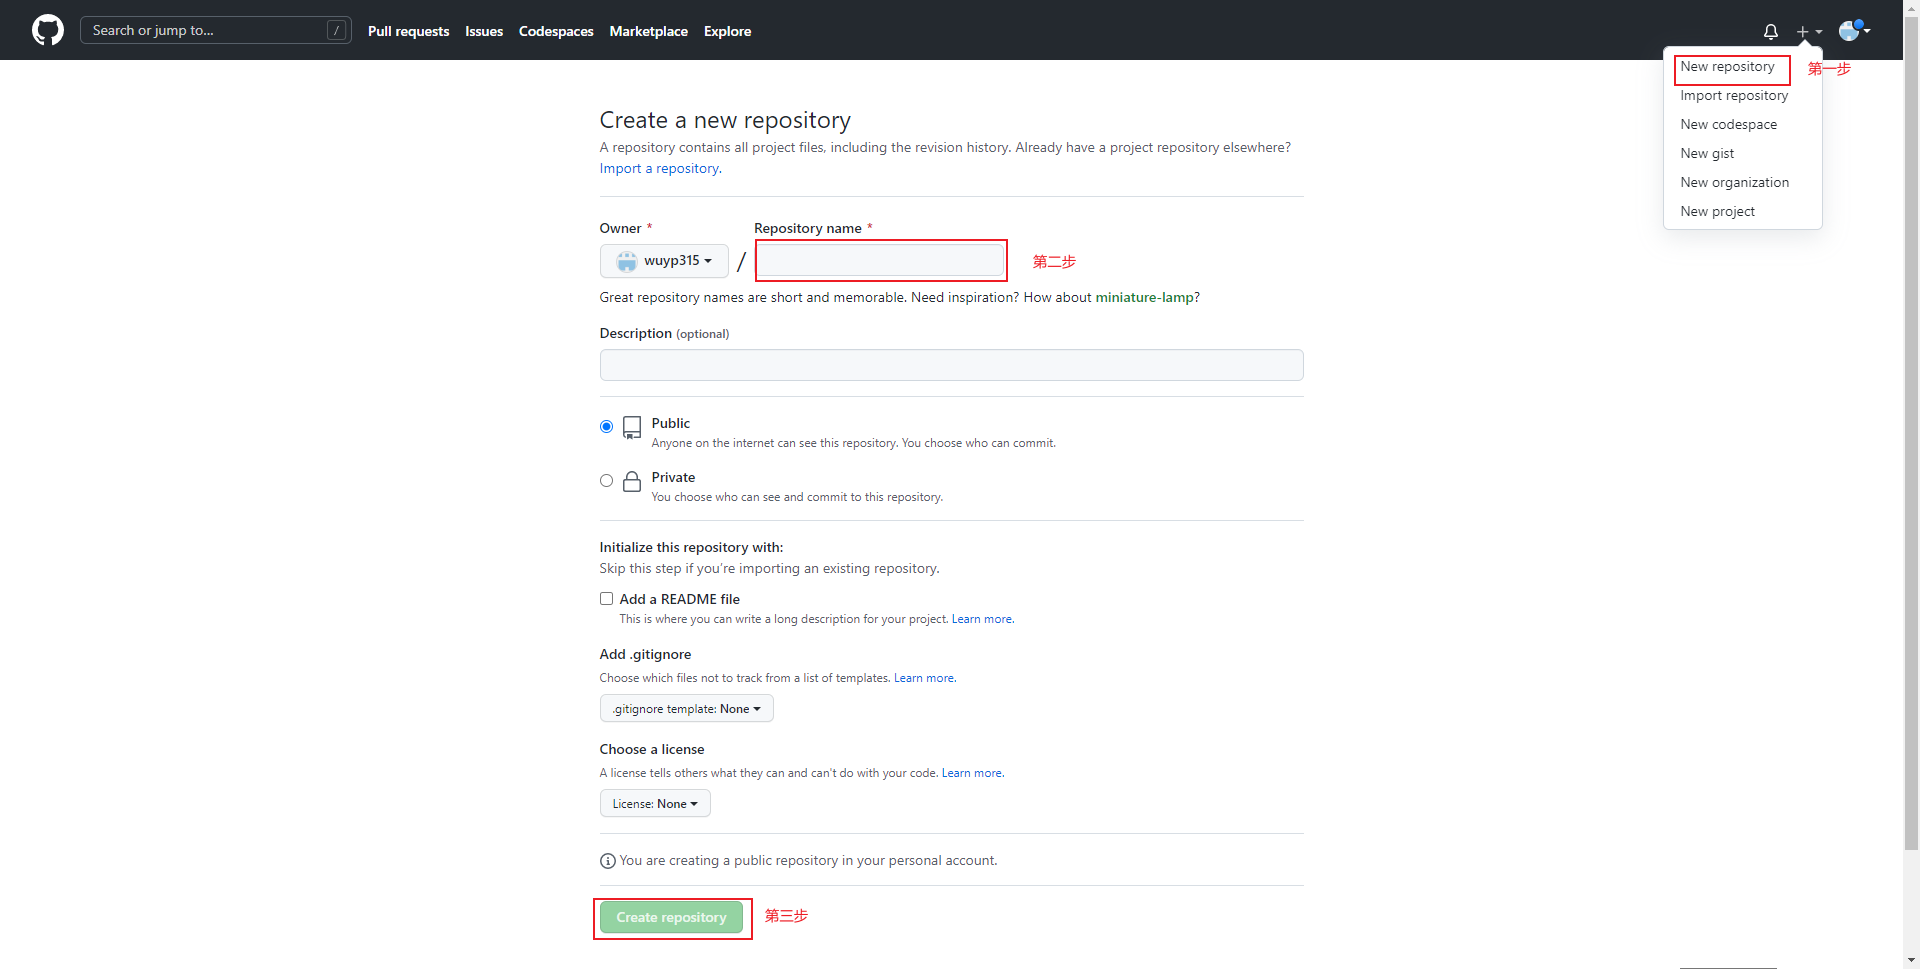 Search or jump to... /
Pull requests Issues Codespaces Marketplace Explore
New repository 第一步
Import repository
New codespace
New gist
New organization
New project
Create a new repository
A repository contains all project files, including the revision history. Already have a project repository elsewhere?
Import a repository.
Owner * Repository name *
wuyp315 / 第二步
Great repository names are short and memorable. Need inspiration? How about miniature-lamp?
Description (optional)
Public
Anyone on the internet can see this repository. You choose who can commit.
Private
You choose who can see and commit to this repository.
Initialize this repository with:
Skip this step if you’re importing an existing repository.
Add a README file
This is where you can write a long description for your project. Learn more.
Add .gitignore
Choose which files not to track from a list of templates. Learn more.
.gitignore template: None
Choose a license
A license tells others what they can and can't do with your code. Learn more.
License: None
You are creating a public repository in your personal account.
Create repository 第三步